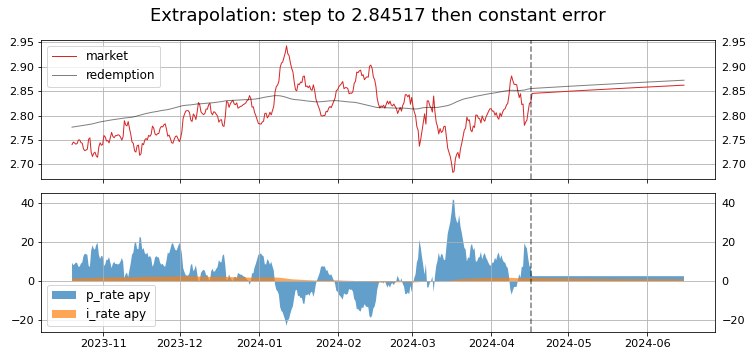 Extrapolation: step to 2.84517 then constant error
2.95 2.95
market
redemption
2.90 2.90
2.85 2.85
2.80 2.80
2.75 2.75
2.70 2.70
40 40
20 20
0 0
p_rate apy
i_rate apy
−20 −20
2023-11 2023-12 2024-01 2024-02 2024-03 2024-04 2024-05 2024-06